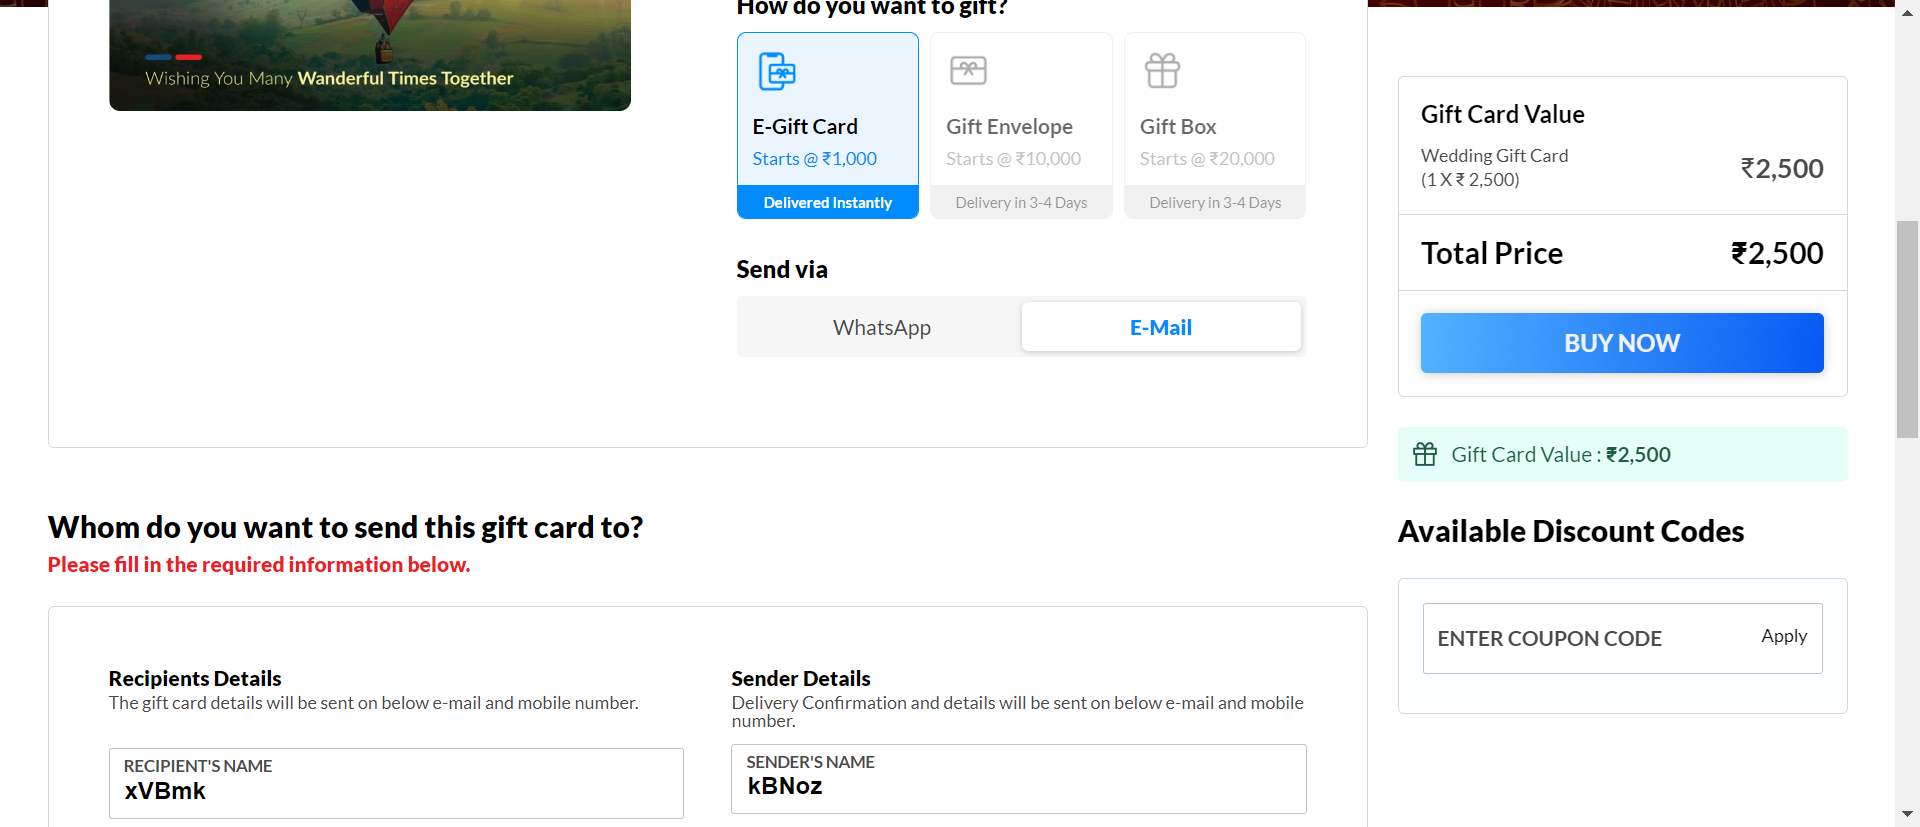 Wishing You Many Wanderful Times Together
How do you want to gift?
E-Gift Card
Starts @ ₹1,000
Delivered Instantly
Gift Envelope
Starts @ ₹10,000
Delivery in 3-4 Days
Gift Box
Starts @ ₹20,000
Delivery in 3-4 Days
Send via
WhatsApp
E-Mail
Gift Card Value
Wedding Gift Card
(1 X ₹ 2,500)
₹2,500
Total Price
₹2,500
BUY NOW
Gift Card Value : ₹2,500
Available Discount Codes
ENTER COUPON CODE
Apply
Whom do you want to send this gift card to?
Please fill in the required information below.
Recipients Details
The gift card details will be sent on below e-mail and mobile number.
RECIPIENT'S NAME
xVBmk
Sender Details
Delivery Confirmation and details will be sent on below e-mail and mobile
number.
SENDER'S NAME
kBNoz